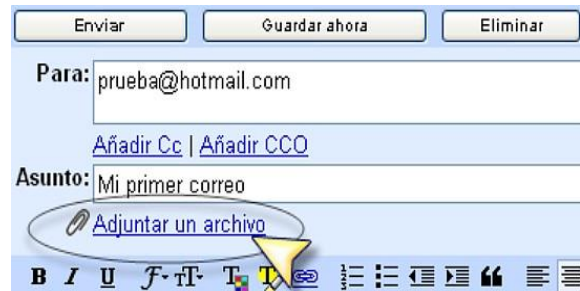 Enviar Guardar ahora Eliminar
Para: prueba@hotmail.com
Añadir Cc | Añadir CCO
Asunto: Mi primer correo
Adjuntar un archivo
B I U F TT T T